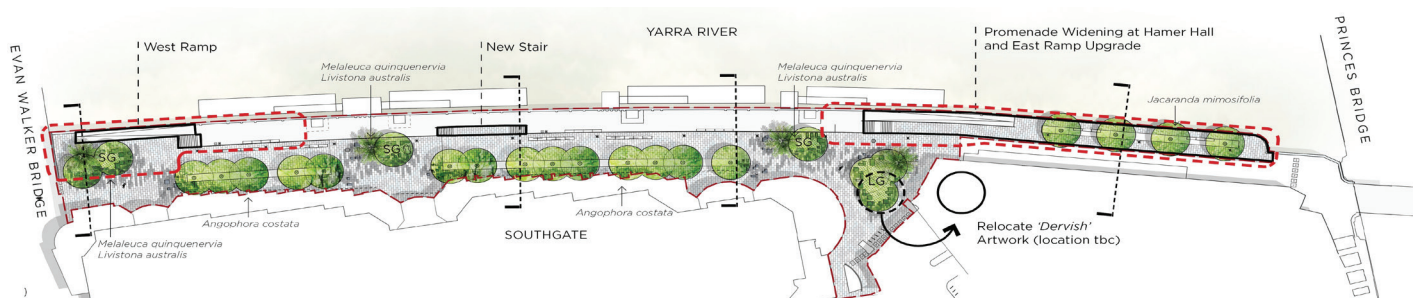 YARRA RIVER
EVAN WALKER BRIDGE
West Ramp
Melaleuca quinquenervia
Livistona australis
New Stair
Melaleuca quinquenervia
Livistona australis
Promenade Widening at Hamer Hall
and East Ramp Upgrade
Jacaranda mimosifolia
PRINCES BRIDGE
SG
SG
SG
LG
Angophora costata
Angophora costata
Melaleuca quinquenervia
Livistona australis
SOUTHGATE
Relocate 'Dervish'
Artwork (location tbc)